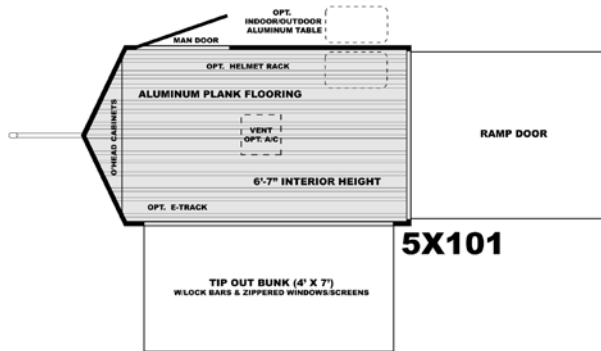 OPT.
INDOOR/OUTDOOR
ALUMINUM TABLE
MAN DOOR
OPT. HELMET RACK
ALUMINUM PLANK FLOORING
O'HEAD CABINETS
VENT
OPT. A/C
RAMP DOOR
6'-7" INTERIOR HEIGHT
OPT. E-TRACK
5X101
TIP OUT BUNK (4' X 7')
W/LOCK BARS & ZIPPERED WINDOWS/SCREENS